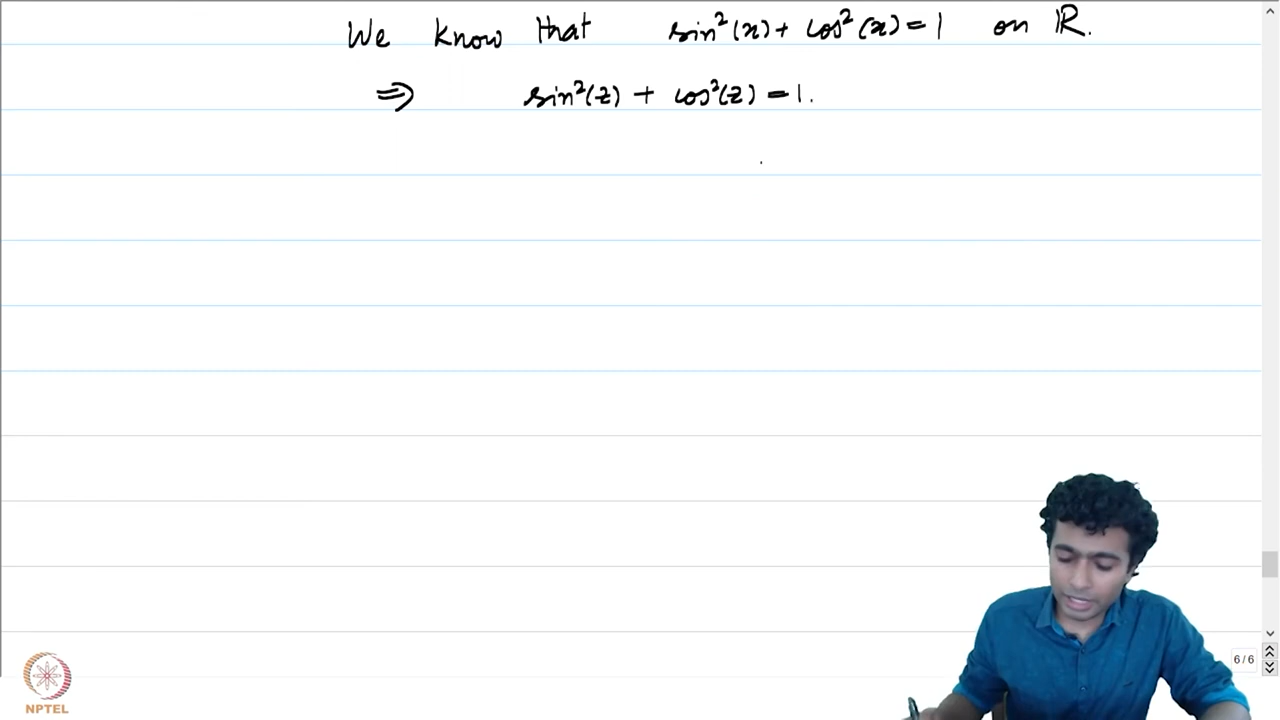 We know that sin²(x) + cos²(x) = 1 on ℝ.
⇒ sin²(z) + cos²(z) = 1.
6 / 6
NPTEL